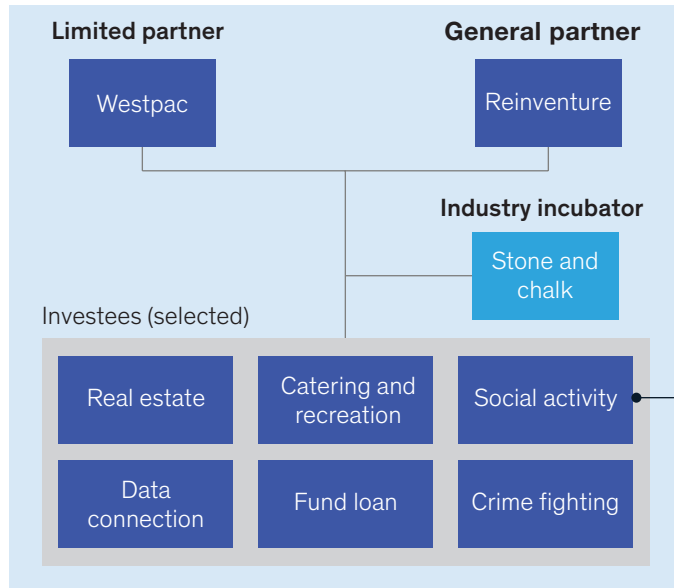 Limited partner
General partner
Westpac
Reinventure
Industry incubator
Stone and
chalk
Investees (selected)
Real estate
Catering and
recreation
Social activity
Data
connection
Fund loan
Crime fighting